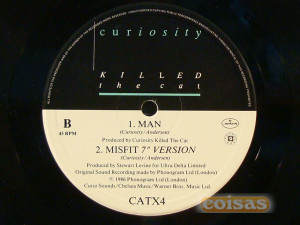 curiosity
KILLED
the cat
B
45 RPM
1. MAN
(Curiosity/Andersen)
Produced by Curiosity Killed The Cat
2. MISFIT 7" VERSION
(Curiosity/Andersen)
Produced by Stewart Levine for Ultra Delta Limited
Original Sound Recording made by Phonogram Ltd (London)
℗ 1986 Phonogram Ltd (London)
Curio Sounds/Chelsea Music/Warner Bros. Music Ltd.
CATX4
coisas